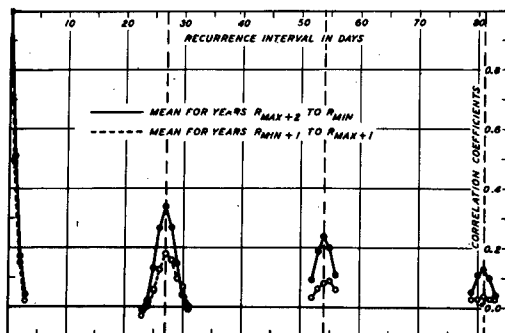 0 10 20 30 40 50 60 70 80
RECURRENCE INTERVAL IN DAYS
0.8
MEAN FOR YEARS RMAX+2 TO RMIN
MEAN FOR YEARS RMIN+1 TO RMAX+1
0.6
0.4
0.2
0.0
CORRELATION COEFFICIENTS